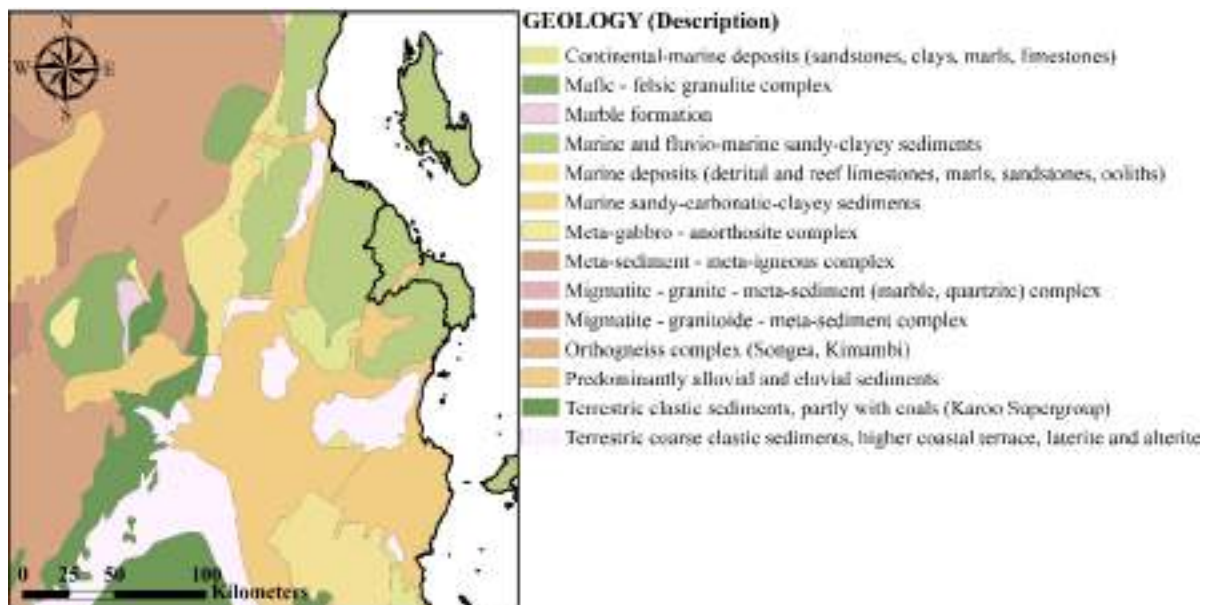 GEOLOGY (Description)
N
W E
S
Continental-marine deposits (sandstones, clays, marls, limestones)
Mafic - felsic granulite complex
Marble formation
Marine and fluvio-marine sandy-clayey sediments
Marine deposits (detrital and reef limestones, marls, sandstones, ooliths)
Marine sandy-carbonatic-clayey sediments
Meta-gabbro - anorthosite complex
Meta-sediment - meta-igneous complex
Migmatite - granite - meta-sediment (marble, quartzite) complex
Migmatite - granitoide - meta-sediment complex
Orthogneiss complex (Songea, Kimambi)
Predominantly alluvial and eluvial sediments
Terrestric clastic sediments, partly with coals (Karoo Supergroup)
Terrestric coarse clastic sediments, higher coastal terrace, laterite and alterite
0 25 50 100
Kilometers